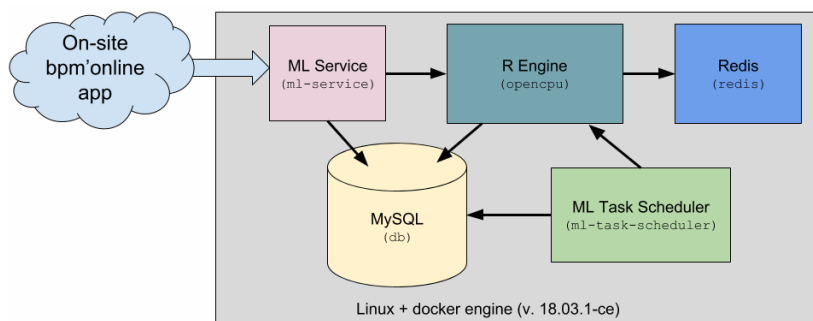 On-site
bpm'online
app
ML Service
(ml-service)
R Engine
(opencpu)
Redis
(redis)
MySQL
(db)
ML Task Scheduler
(ml-task-scheduler)
Linux + docker engine (v. 18.03.1-ce)